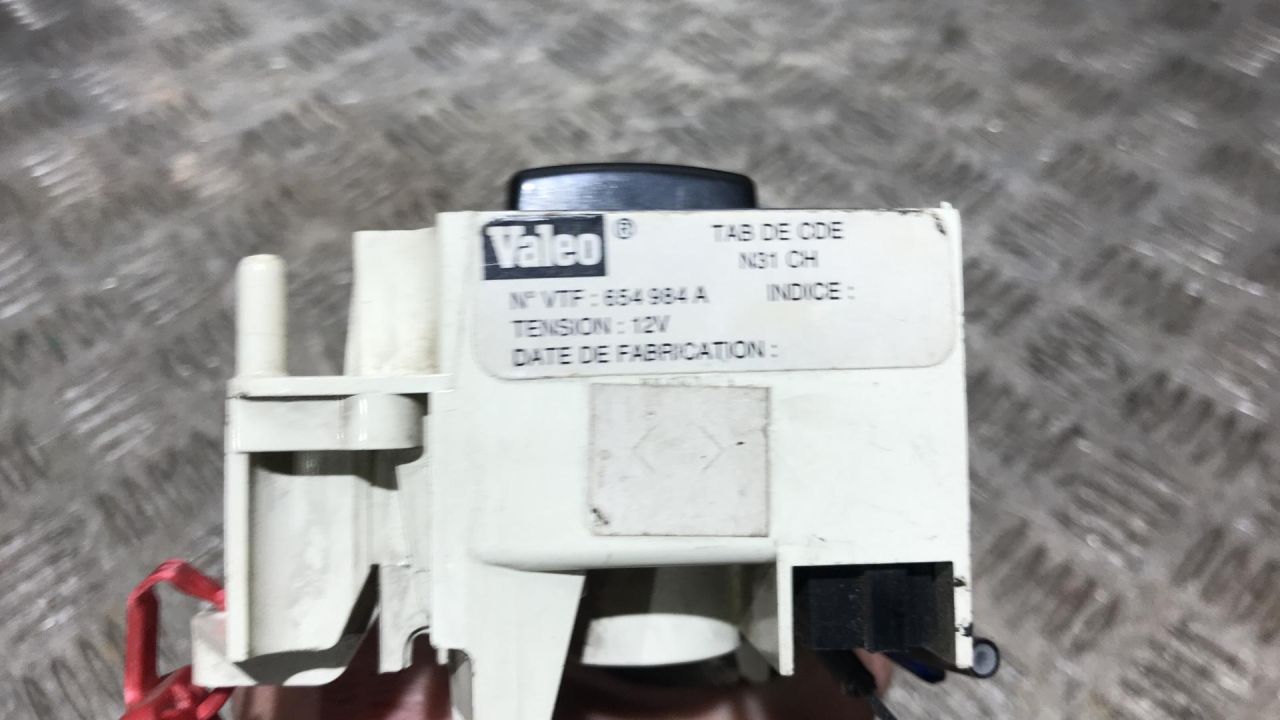 Valeo ®
TAB DE CDE
N31 CH
N° VTF : 654 984 A INDICE :
TENSION : 12V
DATE DE FABRICATION :